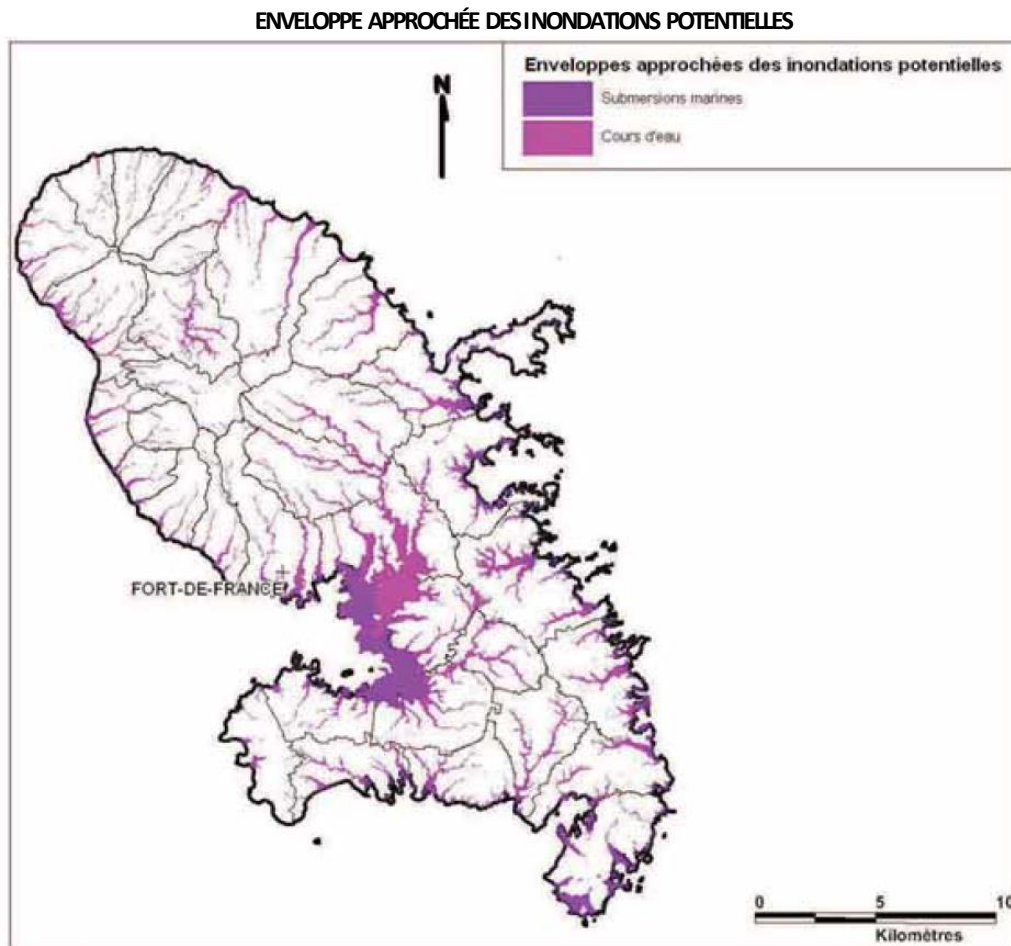 ENVELOPPE APPROCHÉE DES INONDATIONS POTENTIELLES
Enveloppes approchées des inondations potentielles
Submersions marines
Cours d'eau
N
FORT-DE-FRANCE
0 5 10
Kilomètres